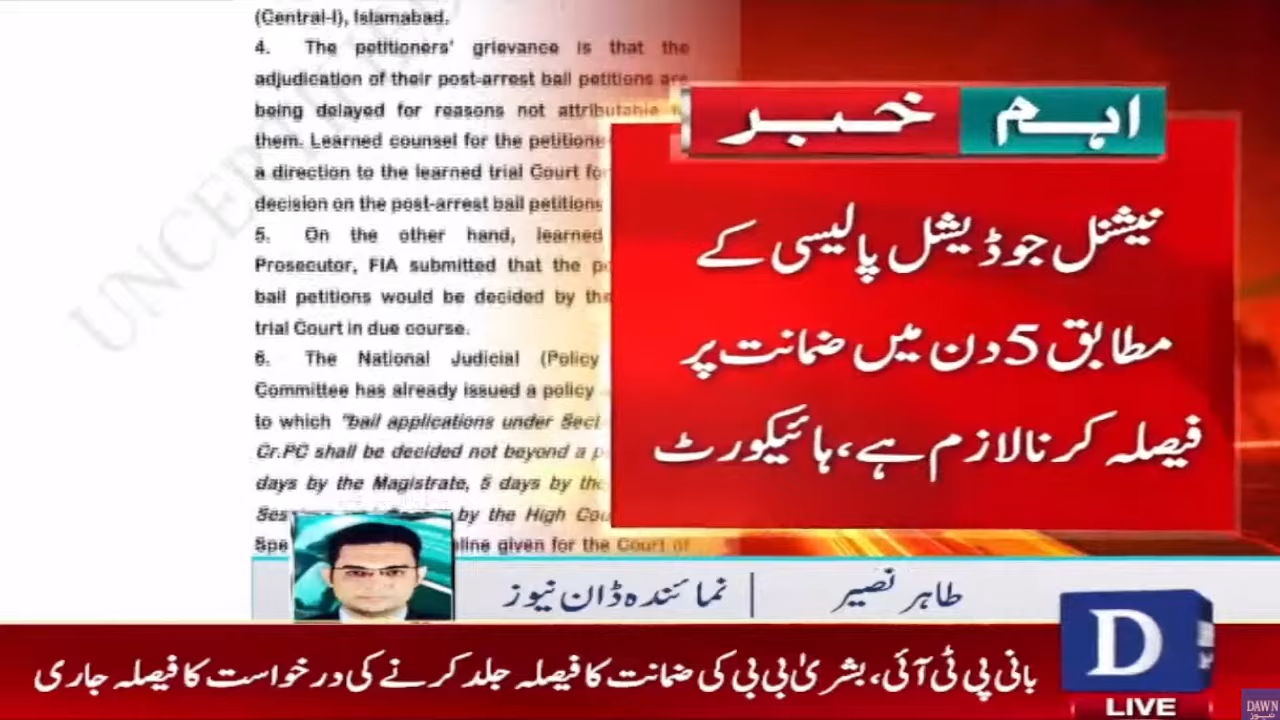 (Central-I), Islamabad.
4. The petitioners' grievance is that the
adjudication of their post-arrest bail petitions are
being delayed for reasons not attributable
them. Learned counsel for the
a direction to the learned trial Court
decision on the post-arrest bail petitions
5. On the other hand, learned
Prosecutor, FIA submitted that the
bail petitions would be decided by
trial Court in due course.
6. The National Judicial (Policy
Committee has already issued a policy
to which "bail applications under
Cr.PC shall be decided not beyond a
days by the Magistrate, 5 days by
by the High
given for the Court of
اہم خبر
نیشنل جوڈیشل پالیسی کے
مطابق 5 دن میں ضمانت پر
فیصلہ کرنا لازم ہے، ہائیکورٹ
طاہر نصیر | نمائندہ ڈان نیوز
بانی پی ٹی آئی، بشریٰ بی بی کی ضمانت کا فیصلہ جلد کرنے کی درخواست کا فیصلہ جاری
D
LIVE
DAWN
نیوز